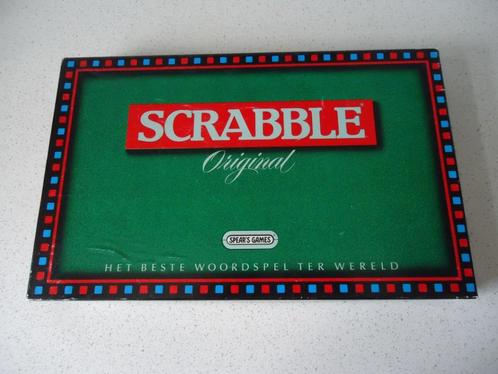 SCRABBLE
Original
SPEAR'S GAMES
HET BESTE WOORDSPEL TER WERELD